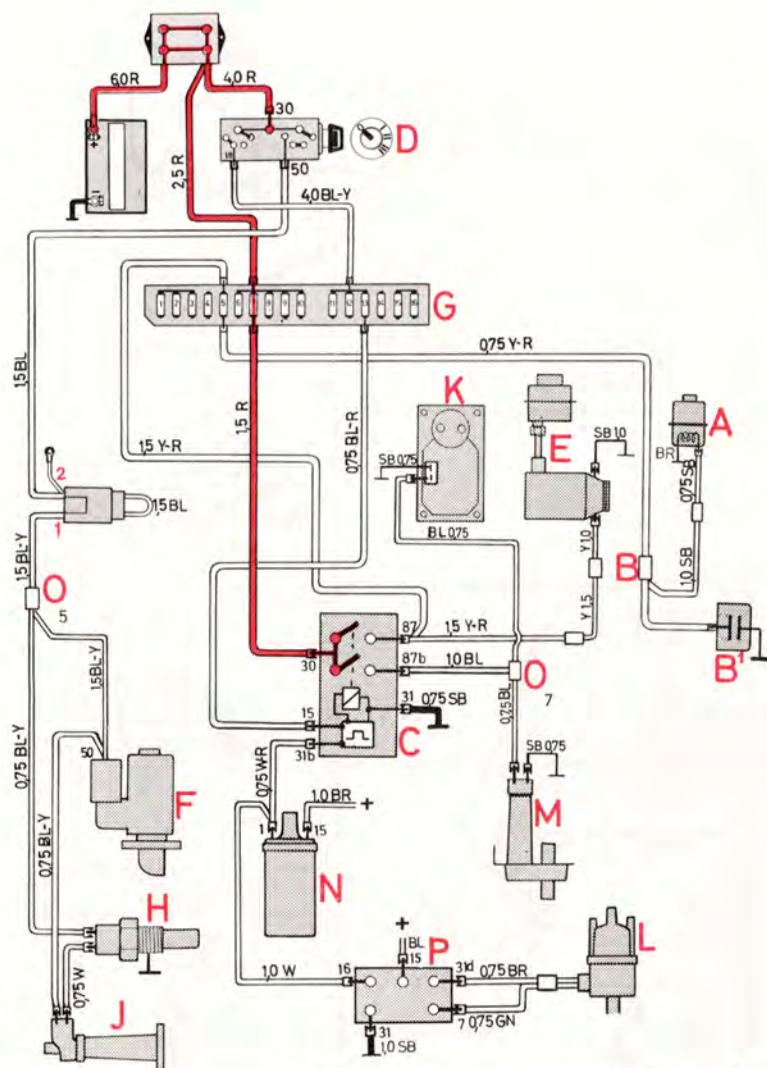 6,0 R
4,0 R
30
D
50
2,5 R
4,0 BL-Y
G
1,5 BL
0,75 Y-R
1,5 R
1,5 Y-R
0,75 BL-R
K
E
A
SB 1,0
BR
0,75 SB
SB 0,75
2
1,5 BL
1
BL 0,75
Y 1,0
B
1,0 SB
1,5 BL-Y
O
5
Y 1,5
87
1,5 Y-R
B1
30
87b
1,0 BL
O
7
1,5 BL-Y
31
0,75 SB
15
C
0,75 BL
31b
SB 0,75
50
F
0,75 BL-Y
0,75 BL-Y
0,75 W-R
1,0 BR
+
1
15
M
N
H
+
BL
15
P
L
0,75 W
1,0 W
16
31d
0,75 BR
J
7
0,75 GN
31
1,0 SB